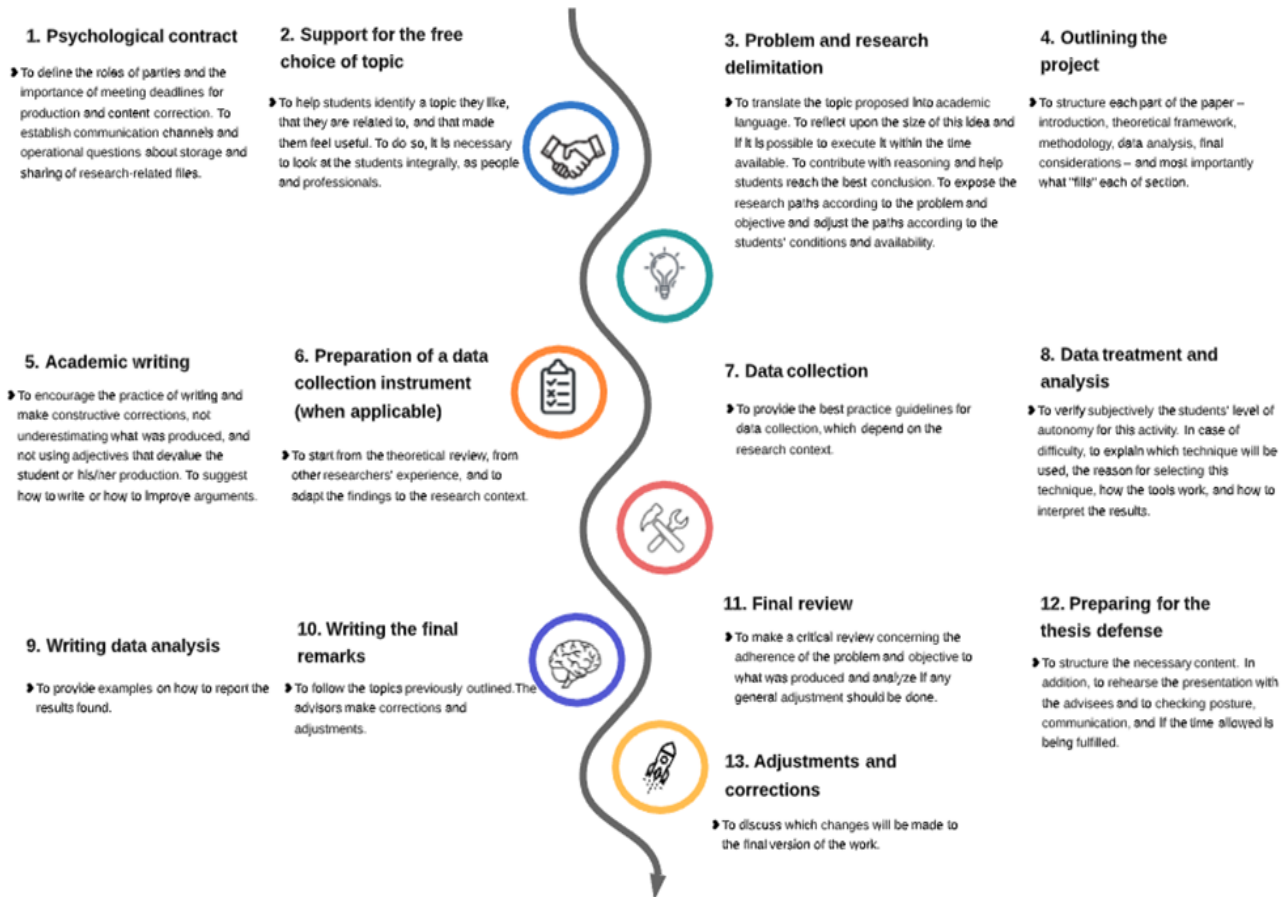 1. Psychological contract
❥To define the roles of parties and the
importance of meeting deadlines for
production and content correction. To
establish communication channels and
operational questions about storage and
sharing of research-related files.
2. Support for the free
choice of topic
❥To help students identify a topic they like,
that they are related to, and that made
them feel useful. To do so, it is necessary
to look at the students integrally, as people
and professionals.
3. Problem and research
delimitation
❥To translate the topic proposed into academic
language. To reflect upon the size of this idea and
if it is possible to execute it within the time
available. To contribute with reasoning and help
students reach the best conclusion. To expose the
research paths according to the problem and
objective and adjust the paths according to the
students' conditions and availability.
4. Outlining the
project
❥To structure each part of the paper –
introduction, theoretical framework,
methodology, data analysis, final
considerations – and most importantly
what "fills" each of section.
5. Academic writing
❥To encourage the practice of writing and
make constructive corrections, not
underestimating what was produced, and
not using adjectives that devalue the
student or his/her production. To suggest
how to write or how to improve arguments.
6. Preparation of a data
collection instrument
(when applicable)
❥To start from the theoretical review, from
other researchers' experience, and to
adapt the findings to the research context.
7. Data collection
❥To provide the best practice guidelines for
data collection, which depend on the
research context.
8. Data treatment and
analysis
❥To verify subjectively the students' level of
autonomy for this activity. In case of
difficulty, to explain which technique will be
used, the reason for selecting this
technique, how the tools work, and how to
interpret the results.
9. Writing data analysis
❥To provide examples on how to report the
results found.
10. Writing the final
remarks
❥To follow the topics previously outlined.The
advisors make corrections and
adjustments.
11. Final review
❥To make a critical review concerning the
adherence of the problem and objective to
what was produced and analyze if any
general adjustment should be done.
12. Preparing for the
thesis defense
❥To structure the necessary content. In
addition, to rehearse the presentation with
the advisees and to checking posture,
communication, and if the time allowed is
being fulfilled.
13. Adjustments and
corrections
❥To discuss which changes will be made to
the final version of the work.